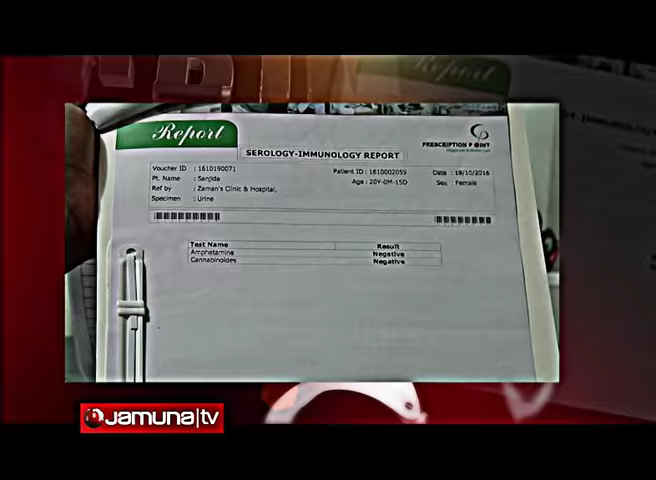 Report
Report
SEROLOGY-IMMUNOLOGY REPORT
PRESCRIPTION POINT
Voucher ID : 1610190071
Patient ID : 1610002059
Date : 19/10/2016
Pt. Name : Sanjida
Age : 20Y-0M-15D
Sex : Female
Ref by : Zaman's Clinic & Hospital,
Specimen : Urine
Test Name Result
Amphetamine Negative
Cannabinoides Negative
Jamuna|tv